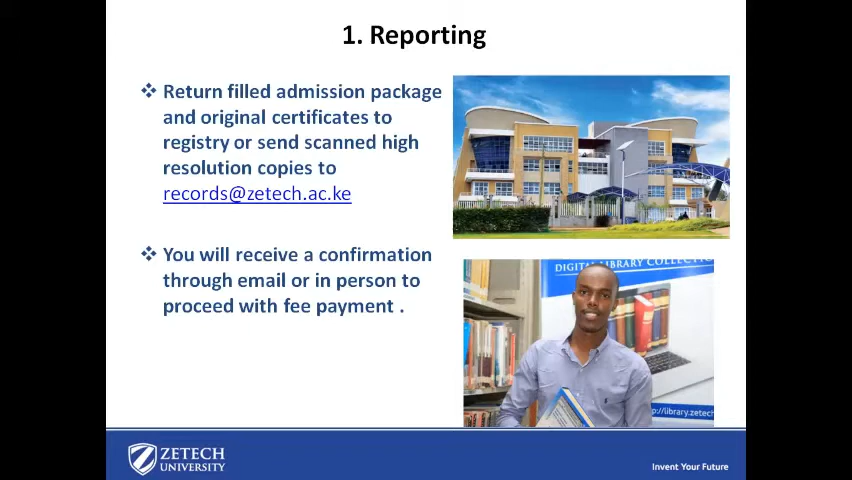 1. Reporting
❖ Return filled admission package
and original certificates to
registry or send scanned high
resolution copies to
records@zetech.ac.ke
❖ You will receive a confirmation
through email or in person to
proceed with fee payment .
DIGITAL LIBRARY COLLECTIO
http://library.zetech
ZETECH
UNIVERSITY
Invent Your Future